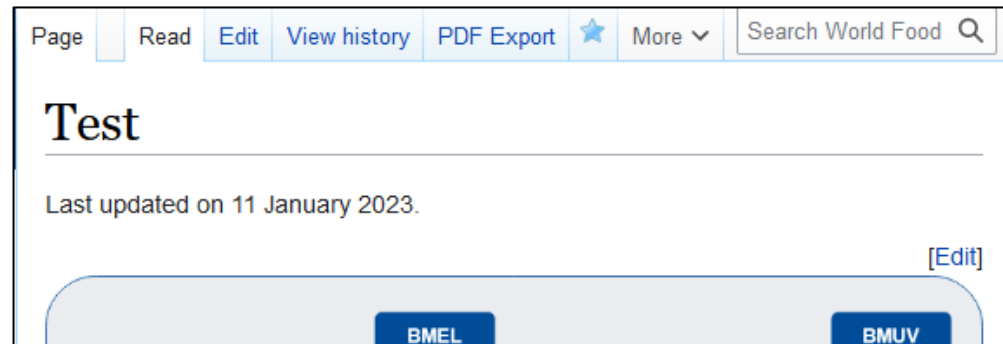 Page Read Edit View history PDF Export More Search World Food
Test
Last updated on 11 January 2023.
[Edit]
BMEL BMUV